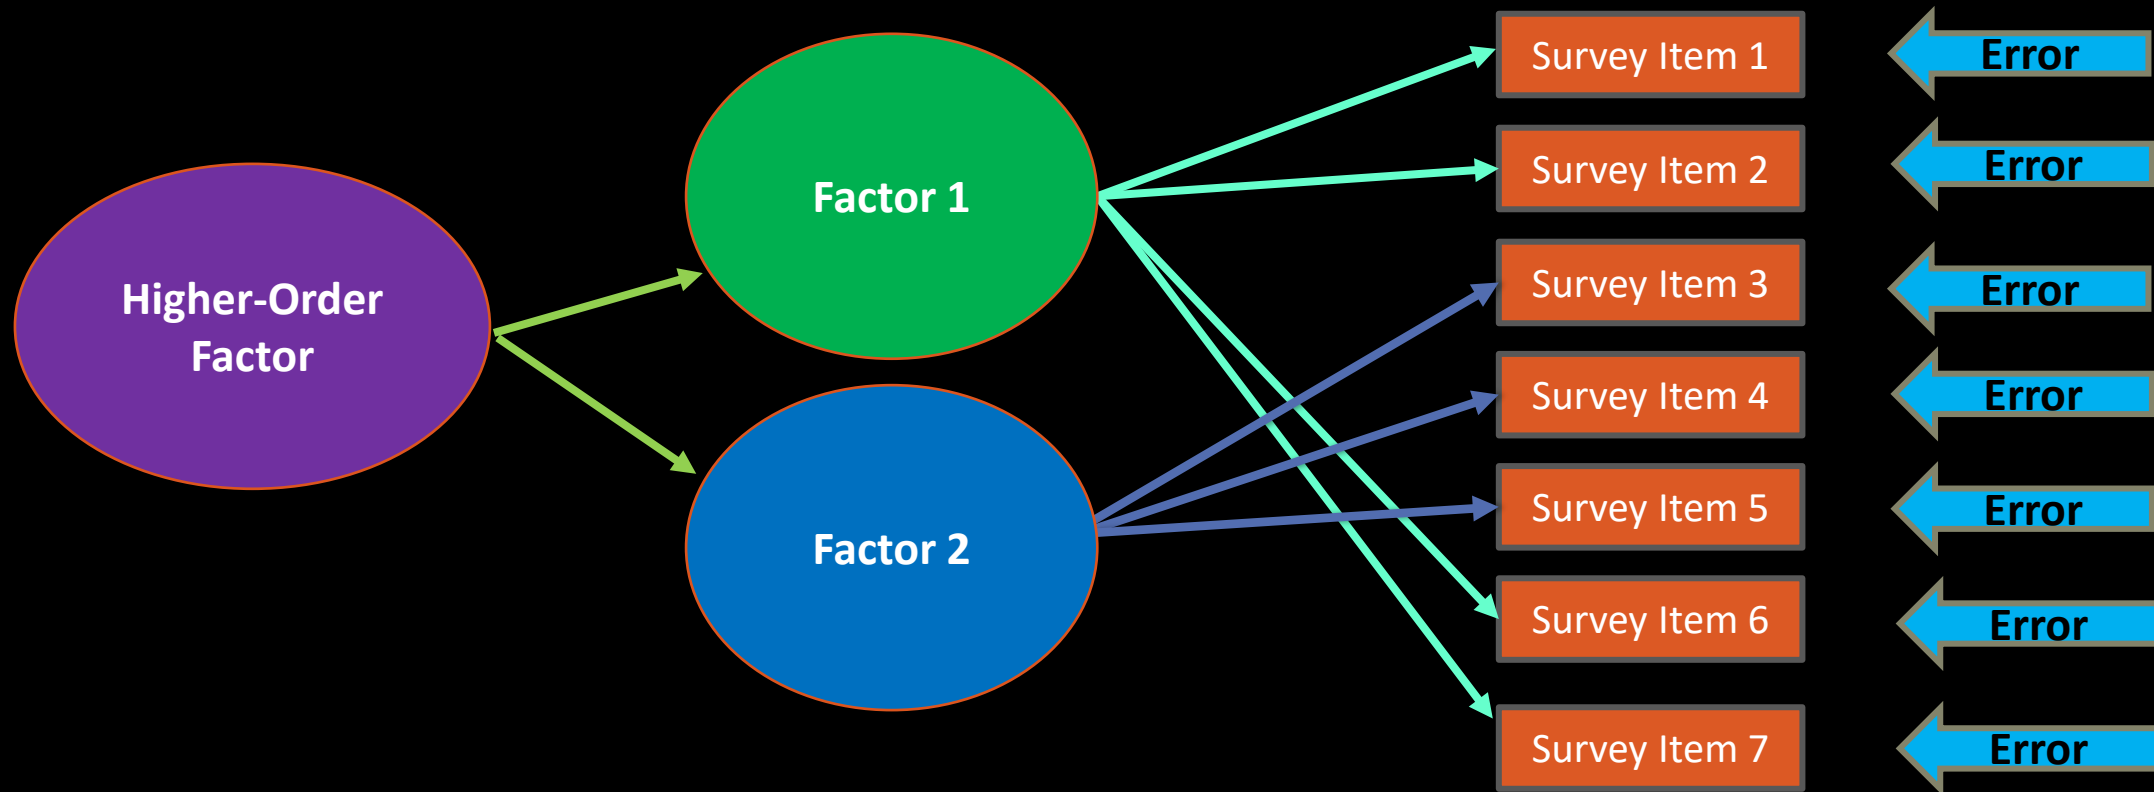 Higher-Order
Factor
Factor 1
Factor 2
Survey Item 1
Error
Survey Item 2
Error
Survey Item 3
Error
Survey Item 4
Error
Survey Item 5
Error
Survey Item 6
Error
Survey Item 7
Error